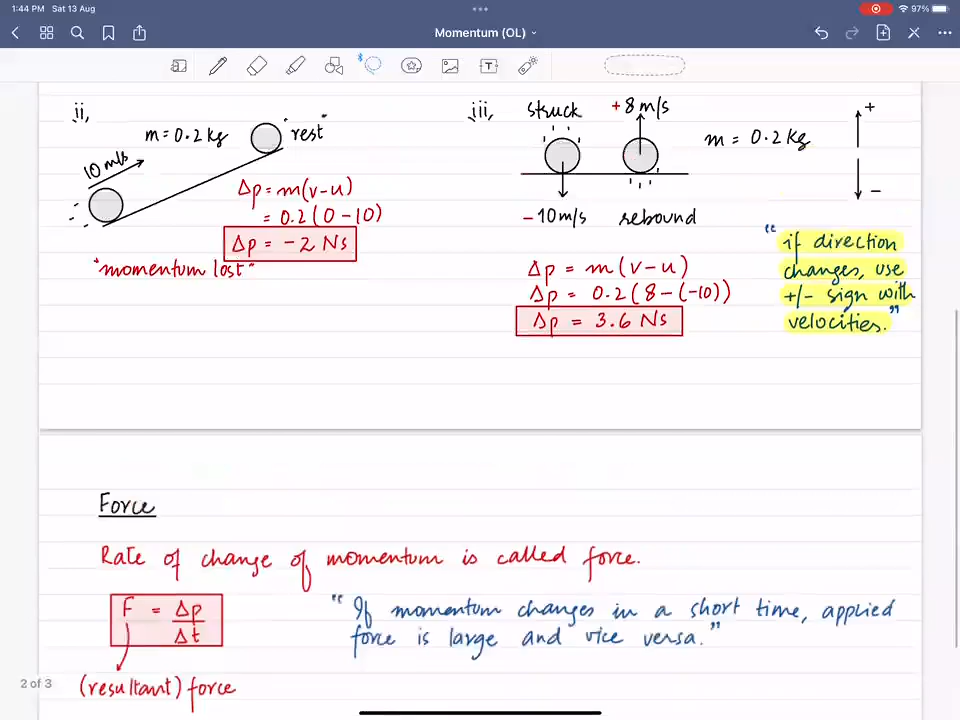 1:44 PM Sat 13 Aug
97%
Momentum (OL)
ii,
m = 0.2 kg
"rest"
10 m/s
Δp = m(v-u)
= 0.2(0-10)
Δp = -2 Ns
"momentum lost"
iii,
struck
+8 m/s
m = 0.2 kg
+
-
-10 m/s
rebound
Δp = m(v-u)
Δp = 0.2(8-(-10))
Δp = 3.6 Ns
"if direction
changes, use
+/- sign with
velocities."
Force
Rate of change of momentum is called force.
F = Δp
Δt
(resultant) force
"If momentum changes in a short time, applied
force is large and vice versa."
2 of 3